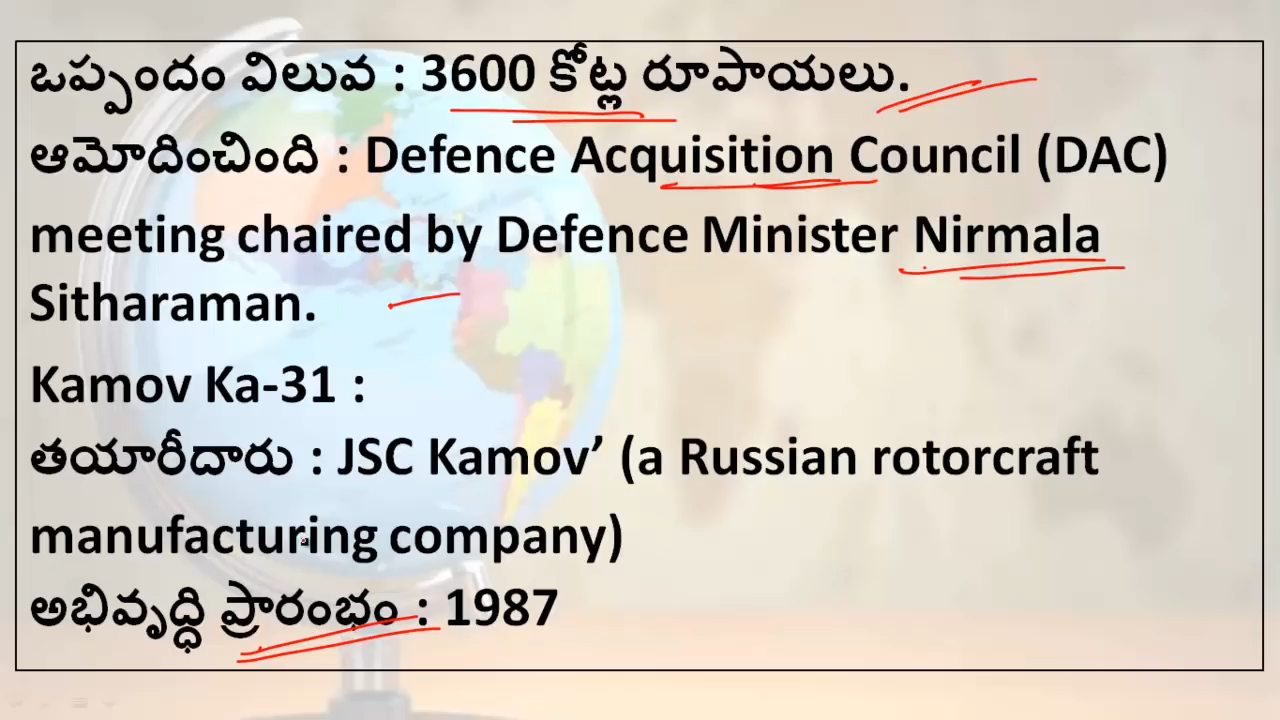 ఒప్పందం విలువ : 3600 కోట్ల రూపాయలు.
ఆమోదించింది : Defence Acquisition Council (DAC)
meeting chaired by Defence Minister Nirmala
Sitharaman.
Kamov Ka-31 :
తయారీదారు : JSC Kamov’ (a Russian rotorcraft
manufacturing company)
అభివృద్ధి ప్రారంభం : 1987